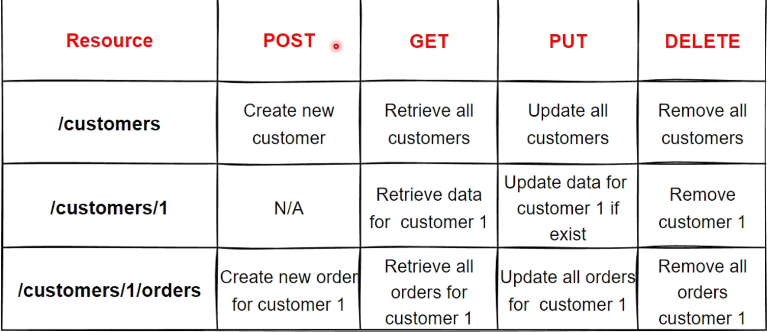 Resource POST GET PUT DELETE
/customers
Create new
customer
Retrieve all
customers
Update all
customers
Remove all
customers
/customers/1
N/A
Retrieve data
for customer 1
Update data for
customer 1 if
exist
Remove
customer 1
/customers/1/orders
Create new order
for customer 1
Retrieve all
orders for
customer 1
Update all orders
for customer 1
Remove all
orders
customer 1